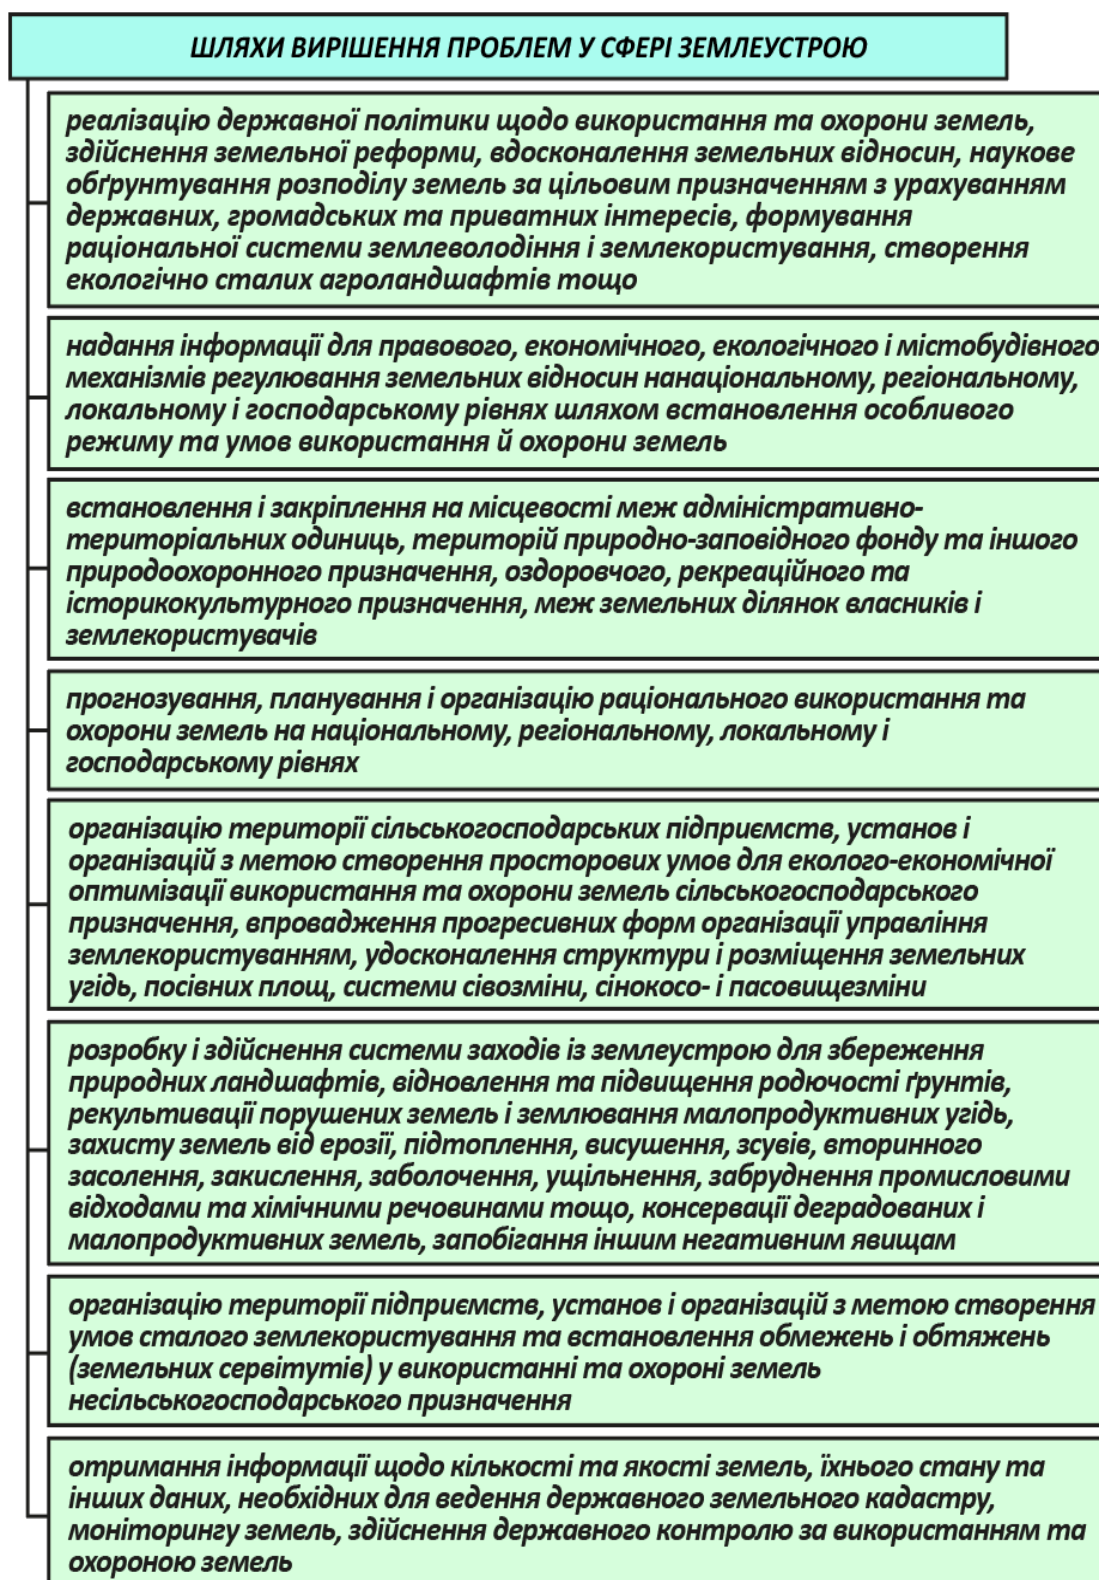 ШЛЯХИ ВИРІШЕННЯ ПРОБЛЕМ У СФЕРІ ЗЕМЛЕУСТРОЮ
реалізацію державної політики щодо використання та охорони земель,
здійснення земельної реформи, вдосконалення земельних відносин, наукове
обґрунтування розподілу земель за цільовим призначенням з урахуванням
державних, громадських та приватних інтересів, формування
раціональної системи землеволодіння і землекористування, створення
екологічно сталих агроландшафтів тощо
надання інформації для правового, економічного, екологічного і містобудівного
механізмів регулювання земельних відносин нанаціональному, регіональному,
локальному і господарському рівнях шляхом встановлення особливого
режиму та умов використання й охорони земель
встановлення і закріплення на місцевості меж адміністративно-
територіальних одиниць, територій природно-заповідного фонду та іншого
природоохоронного призначення, оздоровчого, рекреаційного та
історикокультурного призначення, меж земельних ділянок власників і
землекористувачів
прогнозування, планування і організацію раціонального використання та
охорони земель на національному, регіональному, локальному і
господарському рівнях
організацію території сільськогосподарських підприємств, установ і
організацій з метою створення просторових умов для еколого-економічної
оптимізації використання та охорони земель сільськогосподарського
призначення, впровадження прогресивних форм організації управління
землекористуванням, удосконалення структури і розміщення земельних
угідь, посівних площ, системи сівозміни, сінокосо- і пасовищезміни
розробку і здійснення системи заходів із землеустрою для збереження
природних ландшафтів, відновлення та підвищення родючості ґрунтів,
рекультивації порушених земель і землювання малопродуктивних угідь,
захисту земель від ерозії, підтоплення, висушення, зсувів, вторинного
засолення, закислення, заболочення, ущільнення, забруднення промисловими
відходами та хімічними речовинами тощо, консервації деградованих і
малопродуктивних земель, запобігання іншим негативним явищам
організацію території підприємств, установ і організацій з метою створення
умов сталого землекористування та встановлення обмежень і обтяжень
(земельних сервітутів) у використанні та охороні земель
несільськогосподарського призначення
отримання інформації щодо кількості та якості земель, їхнього стану та
інших даних, необхідних для ведення державного земельного кадастру,
моніторингу земель, здійснення державного контролю за використанням та
охороною земель